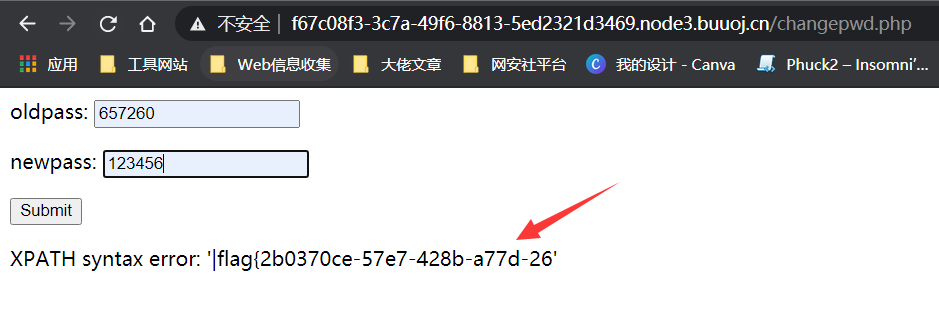 不安全 | f67c08f3-3c7a-49f6-8813-5ed2321d3469.node3.buuoj.cn/changepwd.php
应用 工具网站 Web信息收集 大佬文章 网安社平台 C 我的设计 - Canva Phuck2 – Insomni'...
oldpass: 657260
newpass: 123456
Submit
XPATH syntax error: '|flag{2b0370ce-57e7-428b-a77d-26'